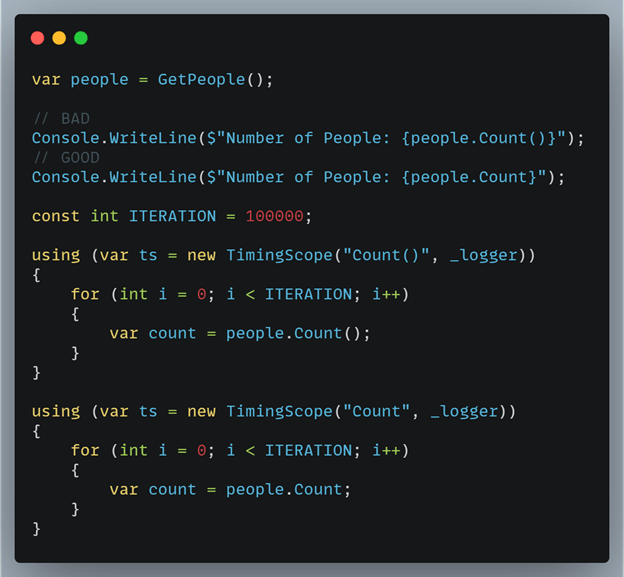 var people = GetPeople();
// BAD
Console.WriteLine($"Number of People: {people.Count()}");
// GOOD
Console.WriteLine($"Number of People: {people.Count}");
const int ITERATION = 100000;
using (var ts = new TimingScope("Count()", _logger))
{
    for (int i = 0; i < ITERATION; i++)
    {
        var count = people.Count();
    }
}
using (var ts = new TimingScope("Count", _logger))
{
    for (int i = 0; i < ITERATION; i++)
    {
        var count = people.Count;
    }
}